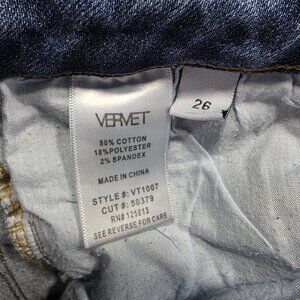 VERVET
26
80% COTTON
18% POLYESTER
2% SPANDEX
MADE IN CHINA
STYLE #: VT1007
CUT #: 50379
RN# 125813
SEE REVERSE FOR CARE